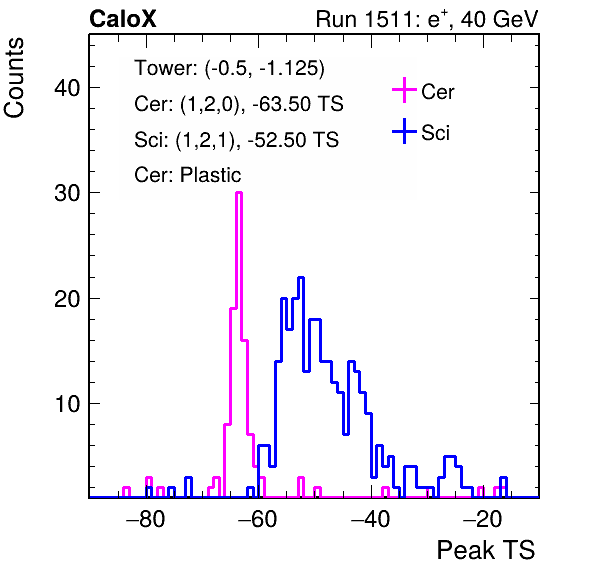 CaloX Run 1511: e⁺, 40 GeV
Counts
Tower: (-0.5, -1.125)
Cer: (1,2,0), -63.50 TS
Sci: (1,2,1), -52.50 TS
Cer: Plastic
Cer
Sci
40
30
20
10
−80 −60 −40 −20
Peak TS